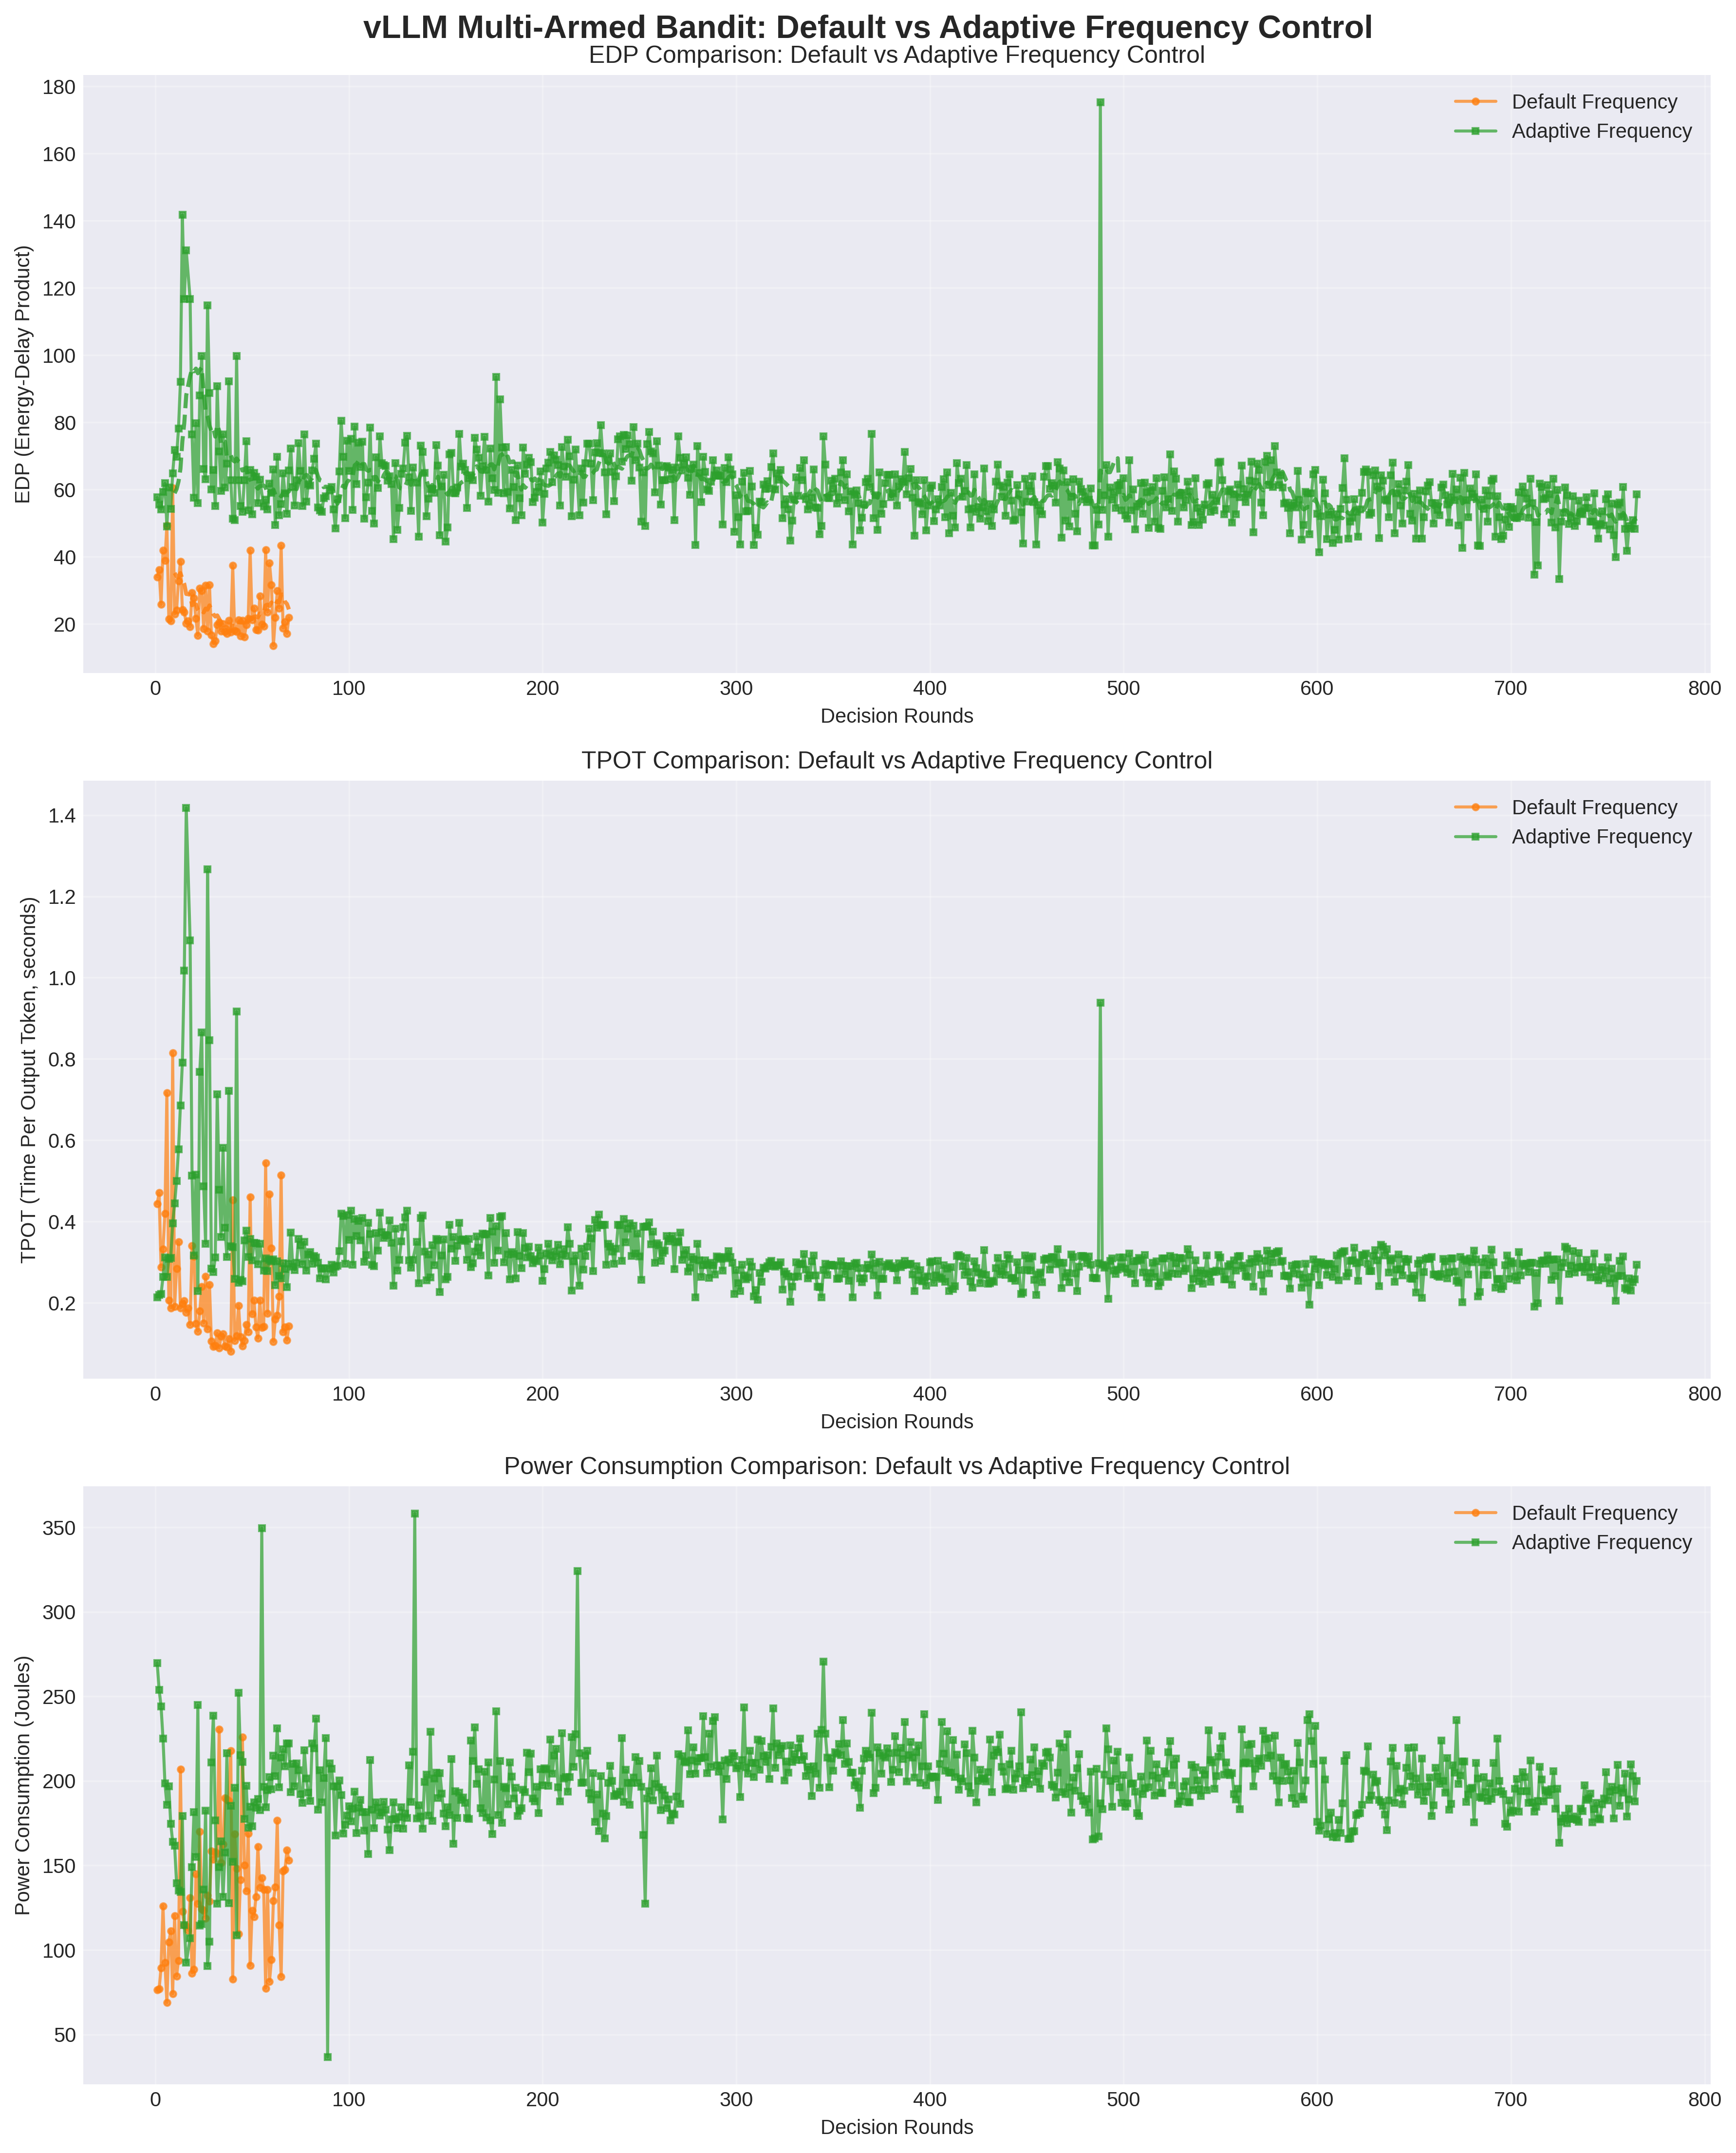 vLLM Multi-Armed Bandit: Default vs Adaptive Frequency Control
EDP Comparison: Default vs Adaptive Frequency Control
EDP (Energy-Delay Product)
180
160
140
120
100
80
60
40
20
Default Frequency
Adaptive Frequency
0 100 200 300 400 500 600 700 800
Decision Rounds
TPOT Comparison: Default vs Adaptive Frequency Control
TPOT (Time Per Output Token, seconds)
1.4
1.2
1.0
0.8
0.6
0.4
0.2
Default Frequency
Adaptive Frequency
0 100 200 300 400 500 600 700 800
Decision Rounds
Power Consumption Comparison: Default vs Adaptive Frequency Control
Power Consumption (Joules)
350
300
250
200
150
100
50
Default Frequency
Adaptive Frequency
0 100 200 300 400 500 600 700 800
Decision Rounds